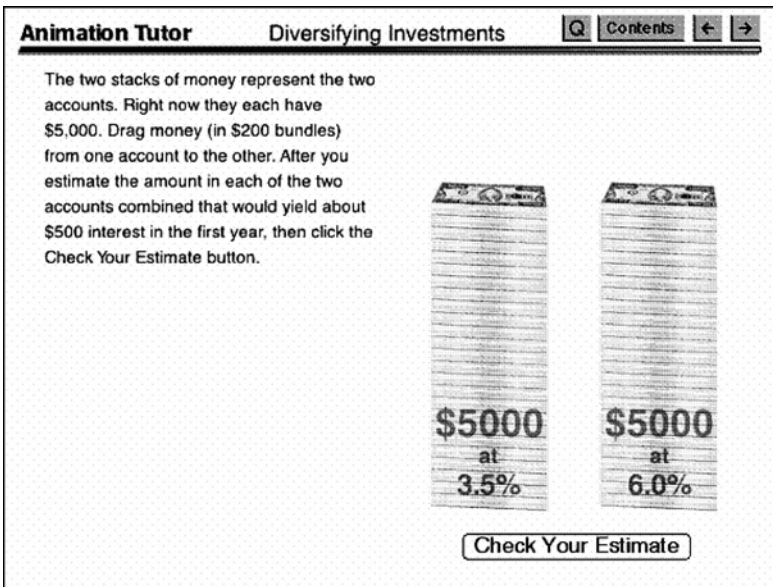 Animation Tutor Diversifying Investments Q Contents ← →
The two stacks of money represent the two
accounts. Right now they each have
$5,000. Drag money (in $200 bundles)
from one account to the other. After you
estimate the amount in each of the two
accounts combined that would yield about
$500 interest in the first year, then click the
Check Your Estimate button.
$5000
at
3.5%
$5000
at
6.0%
Check Your Estimate